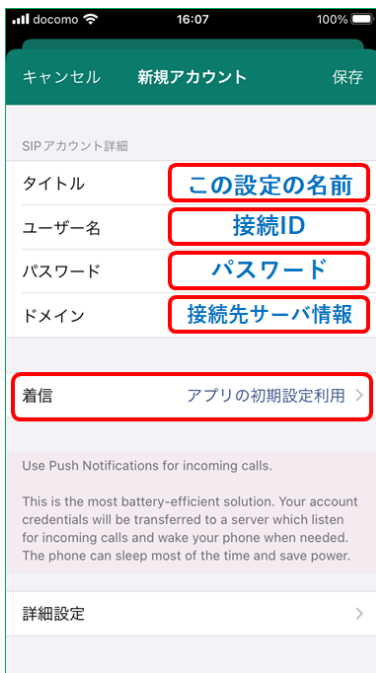 docomo 16:07 100%
キャンセル 新規アカウント 保存
SIPアカウント詳細
タイトル この設定の名前
ユーザー名 接続ID
パスワード パスワード
ドメイン 接続先サーバ情報
着信 アプリの初期設定利用 >
Use Push Notifications for incoming calls.
This is the most battery-efficient solution. Your account
credentials will be transferred to a server which listen
for incoming calls and wake your phone when needed.
The phone can sleep most of the time and save power.
詳細設定 >